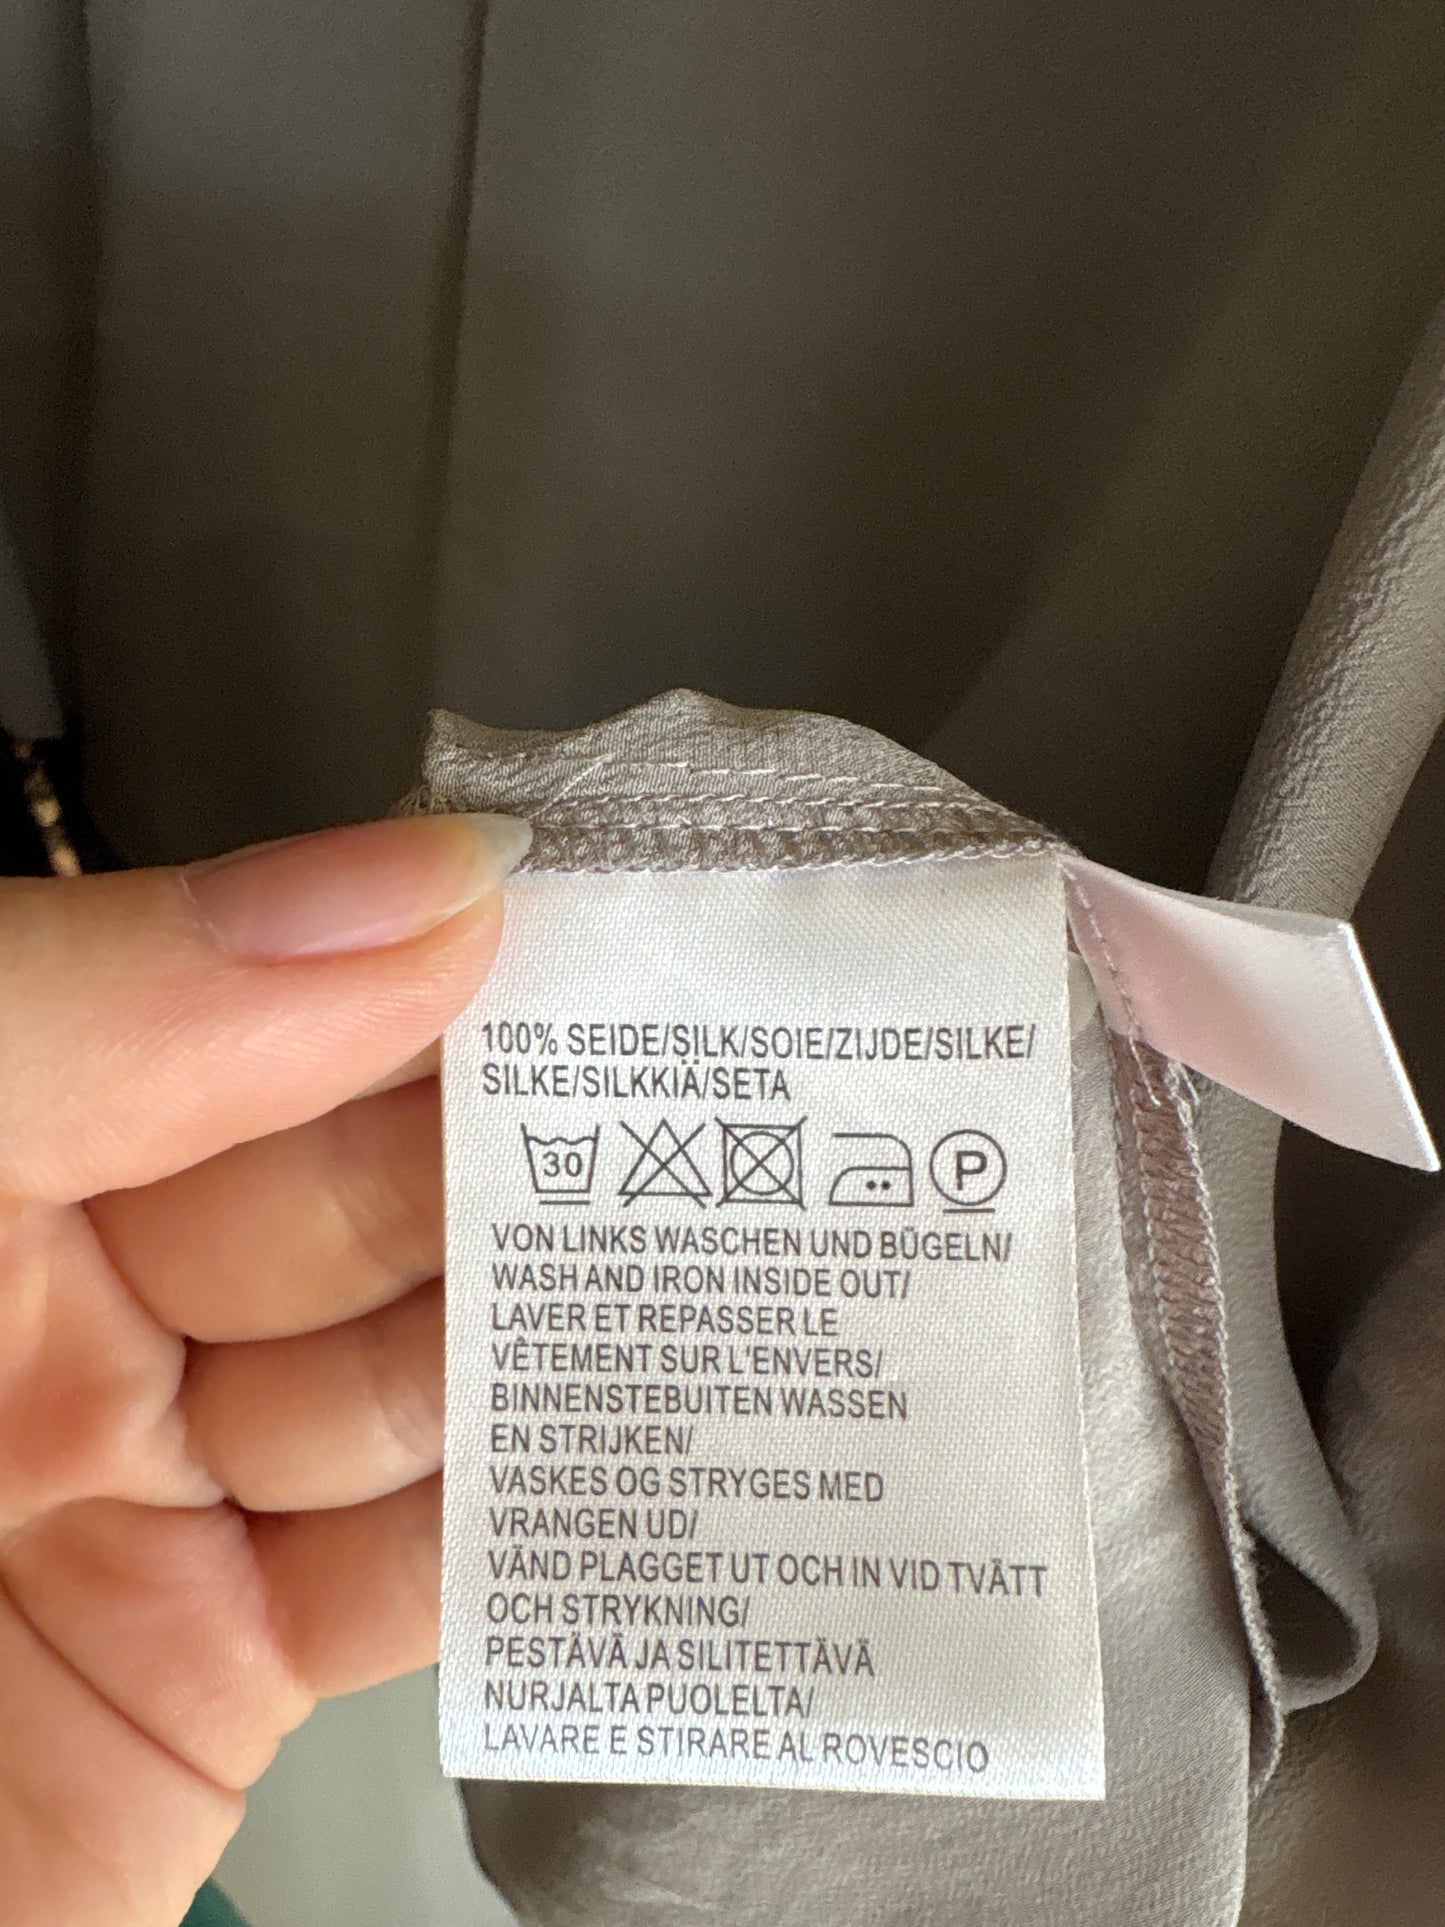 100% SEIDE/SILK/SOIE/ZIJDE/SILKE/
SILKE/SILKKIÄ/SETA
30 P
VON LINKS WASCHEN UND BÜGELN/
WASH AND IRON INSIDE OUT/
LAVER ET REPASSER LE
VÊTEMENT SUR L'ENVERS/
BINNENSTEBUITEN WASSEN
EN STRIJKEN/
VASKES OG STRYGES MED
VRANGEN UD/
VÄND PLAGGET UT OCH IN VID TVÄTT
OCH STRYKNING/
PESTÄVÄ JA SILITETTÄVÄ
NURJALTA PUOLELTA/
LAVARE E STIRARE AL ROVESCIO